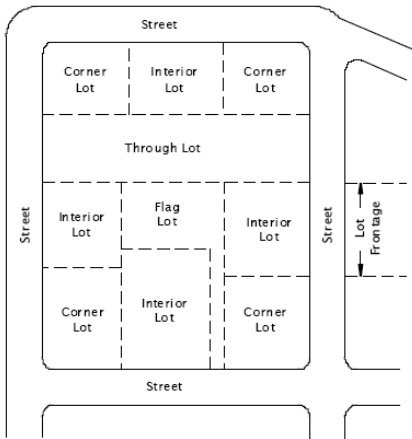 Street
Corner
Lot
Interior
Lot
Corner
Lot
Through Lot
Street
Interior
Lot
Flag
Lot
Interior
Lot
Street
Lot
Frontage
Corner
Lot
Interior
Lot
Corner
Lot
Street